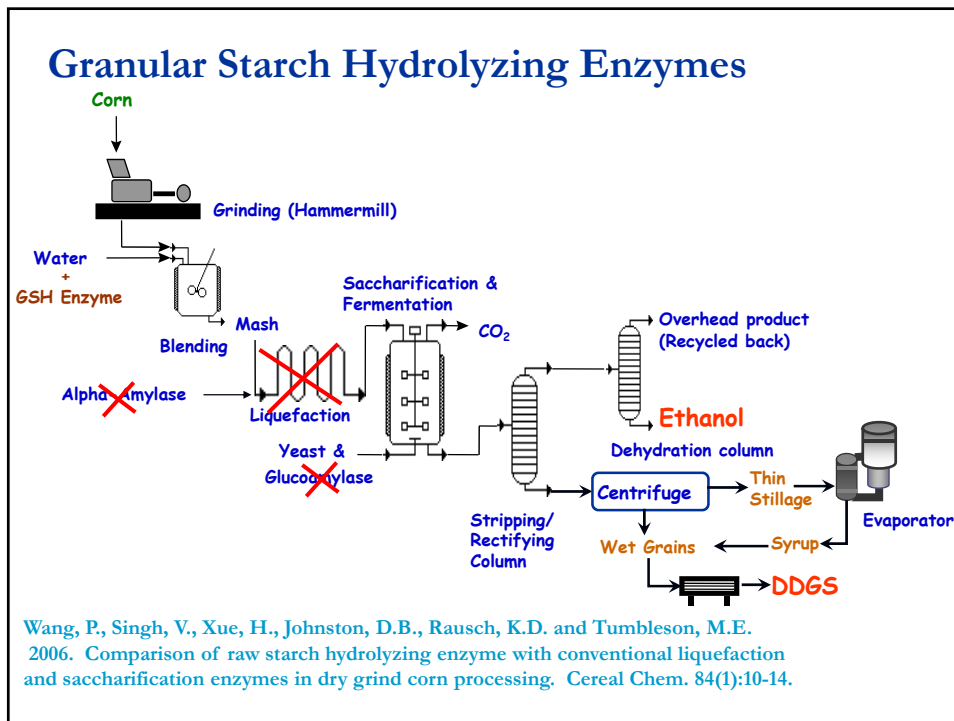 Granular Starch Hydrolyzing Enzymes
Corn
Grinding (Hammermill)
Water
+
GSH Enzyme
Blending
Mash
Alpha Amylase
Liquefaction
Saccharification &
Fermentation
CO₂
Yeast &
Glucoamylase
Overhead product
(Recycled back)
Ethanol
Dehydration column
Stripping/
Rectifying
Column
Centrifuge
Thin
Stillage
Evaporator
Wet Grains
Syrup
DDGS
Wang, P., Singh, V., Xue, H., Johnston, D.B., Rausch, K.D. and Tumbleson, M.E.
2006. Comparison of raw starch hydrolyzing enzyme with conventional liquefaction
and saccharification enzymes in dry grind corn processing. Cereal Chem. 84(1):10-14.